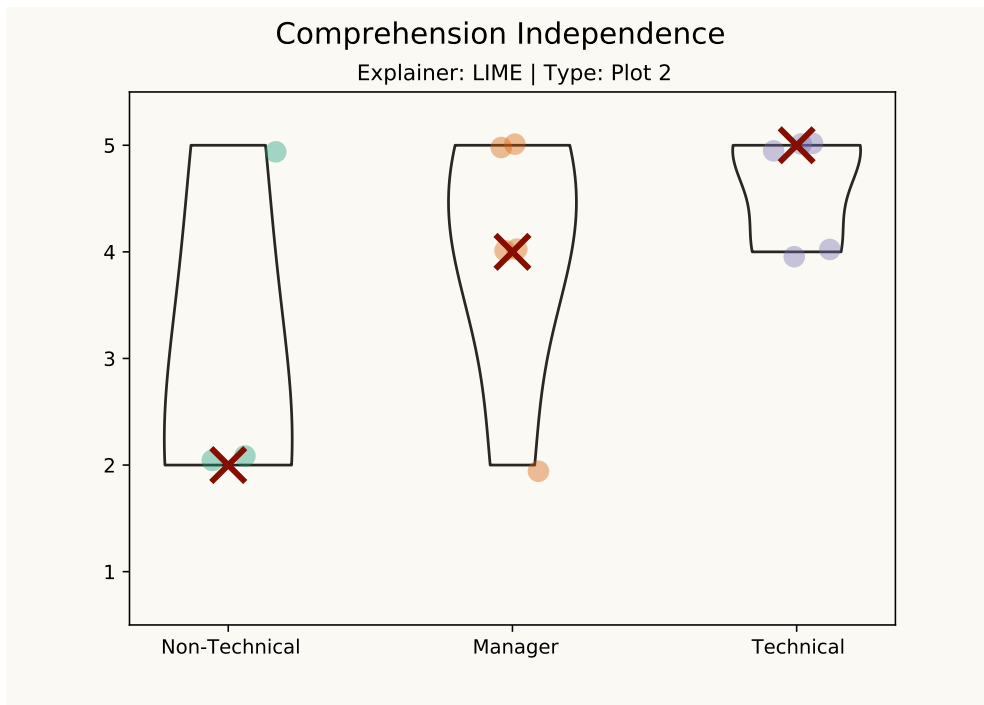 Comprehension Independence
Explainer: LIME | Type: Plot 2
5
4
3
2
1
Non-Technical
Manager
Technical